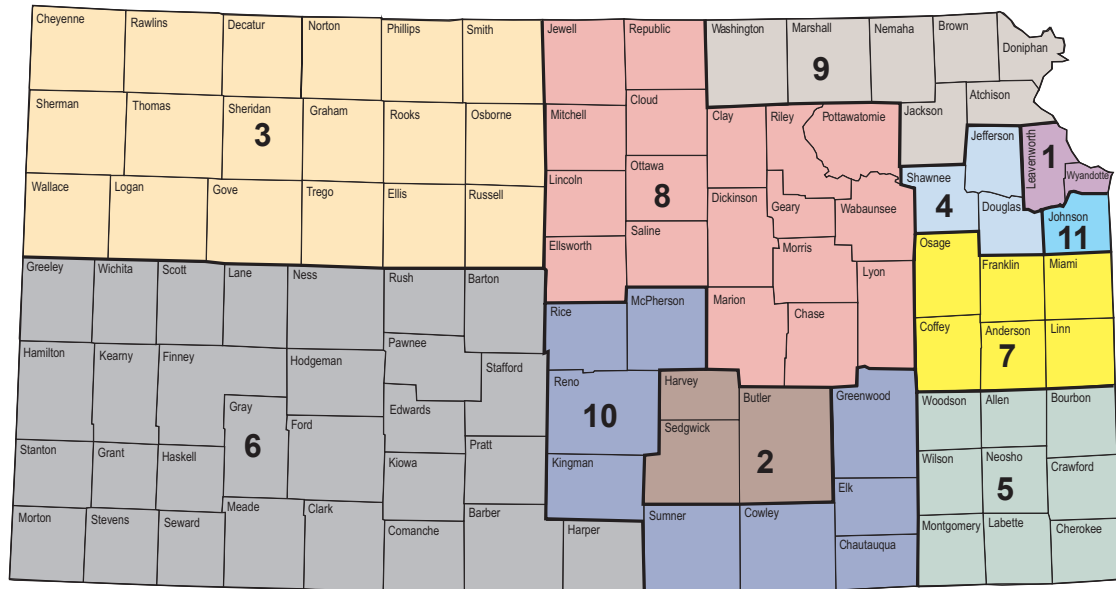 Cheyenne
Rawlins
Decatur
Norton
Phillips
Smith
Jewell
Republic
Washington
Marshall
Nemaha
Brown
Doniphan
9
Sherman
Thomas
Sheridan
Graham
Rooks
Osborne
3
Mitchell
Cloud
Clay
Riley
Pottawatomie
Jackson
Atchison
Jefferson
Leavenworth
1
Wyandotte
Wallace
Logan
Gove
Trego
Ellis
Russell
Lincoln
Ottawa
8
Dickinson
Geary
Wabaunsee
Shawnee
4
Douglas
Johnson
11
Ellsworth
Saline
Morris
Lyon
Osage
Franklin
Miami
Greeley
Wichita
Scott
Lane
Ness
Rush
Barton
Rice
McPherson
Marion
Chase
Coffey
Anderson
Linn
7
Hamilton
Kearny
Finney
Hodgeman
Pawnee
Stafford
Reno
10
Harvey
Butler
Greenwood
Woodson
Allen
Bourbon
Gray
6
Ford
Edwards
Pratt
Sedgwick
2
Stanton
Grant
Haskell
Kiowa
Kingman
Elk
Wilson
Neosho
5
Crawford
Morton
Stevens
Seward
Meade
Clark
Comanche
Barber
Harper
Sumner
Cowley
Chautauqua
Montgomery
Labette
Cherokee